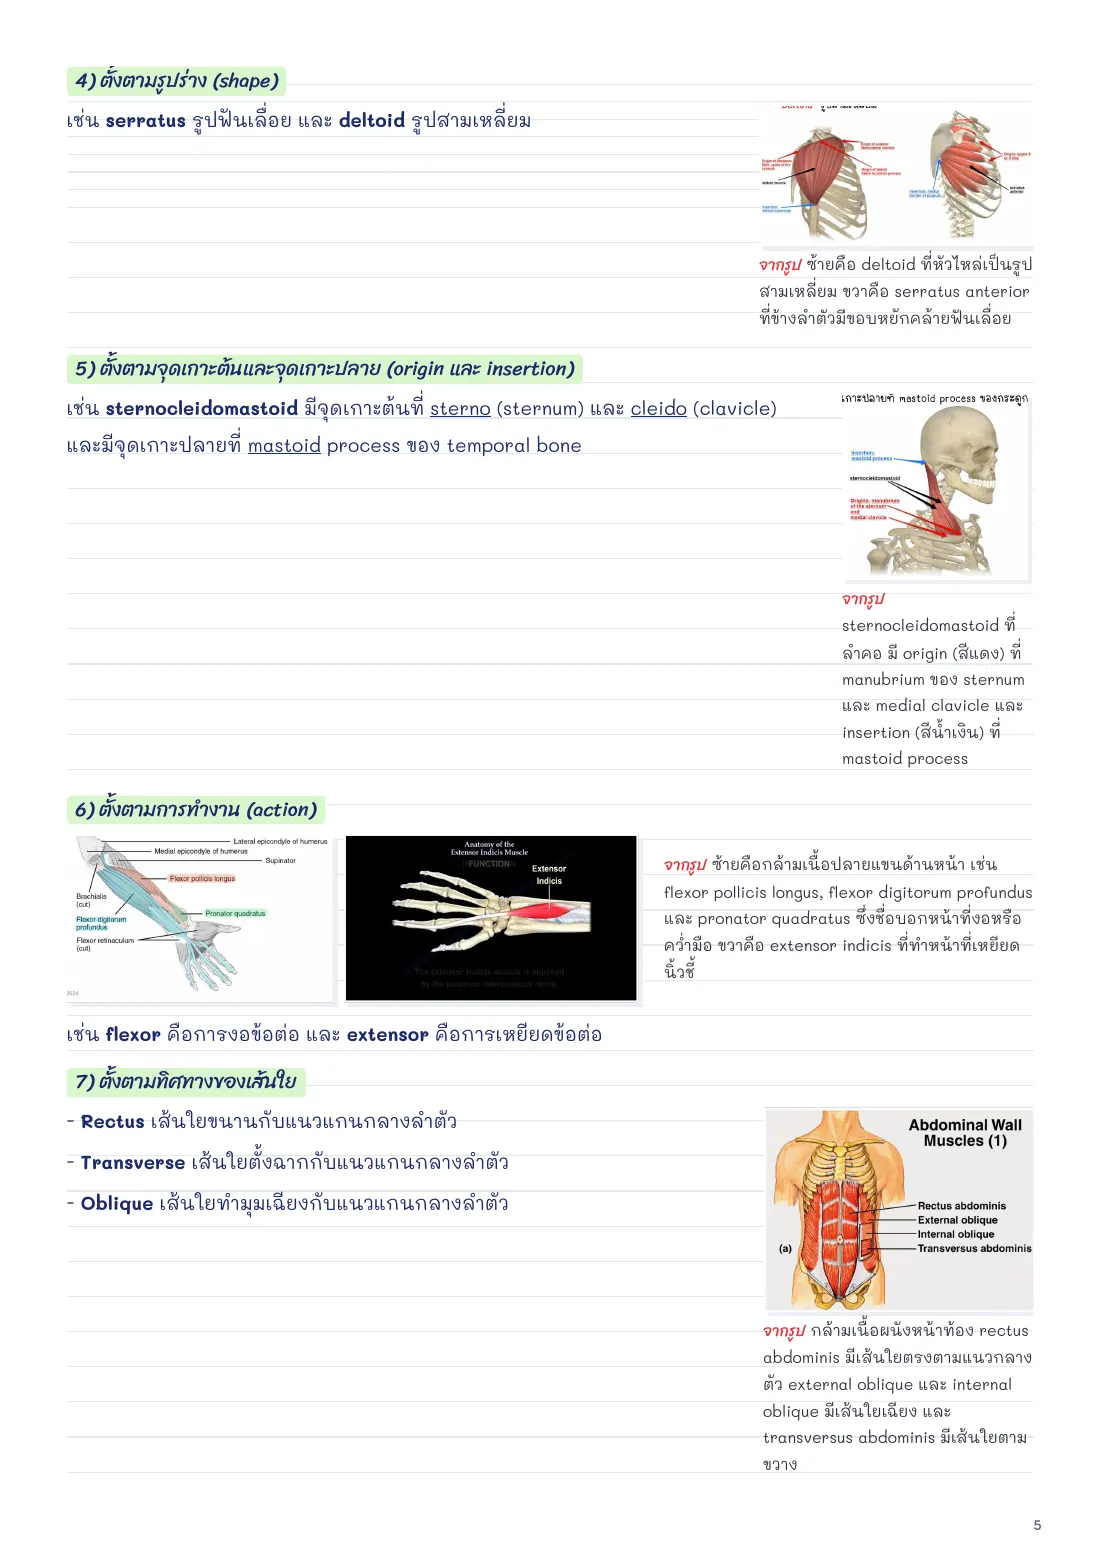 4) ตั้งตามรูปร่าง (shape)
เช่น serratus รูปฟันเลื่อย และ deltoid รูปสามเหลี่ยม
deltoid muscle
serratus anterior
จากรูป ซ้ายคือ deltoid ที่หัวไหล่เป็นรูป
สามเหลี่ยม ขวาคือ serratus anterior
ที่ข้างลำตัวมีขอบหยักคล้ายฟันเลื่อย
5) ตั้งตามจุดเกาะต้นและจุดเกาะปลาย (origin และ insertion)
เช่น sternocleidomastoid มีจุดเกาะต้นที่ sterno (sternum) และ cleido (clavicle)
และมีจุดเกาะปลายที่ mastoid process ของ temporal bone
เกาะปลายที่ mastoid process ของกระดูก
Insertion:
mastoid process
sternocleidomastoid
Origins: manubrium
of the sternum
and
medial clavicle
จากรูป
sternocleidomastoid ที่
ลำคอ มี origin (สีแดง) ที่
manubrium ของ sternum
และ medial clavicle และ
insertion (สีน้ำเงิน) ที่
mastoid process
6) ตั้งตามการทำงาน (action)
Lateral epicondyle of humerus
Medial epicondyle of humerus
Supinator
Flexor pollicis longus
Brachialis
(cut)
Pronator quadratus
Flexor digitorum
profundus
Flexor retinaculum
(cut)
2024
Anatomy of the
Extensor Indicis Muscle
FUNCTION
Extensor
Indicis
The extensor indicis muscle is supplied
by the posterior interosseous nerve
จากรูป ซ้ายคือกล้ามเนื้อปลายแขนด้านหน้า เช่น
flexor pollicis longus, flexor digitorum profundus
และ pronator quadratus ซึ่งชื่อบอกหน้าที่งอหรือ
คว่ำมือ ขวาคือ extensor indicis ที่ทำหน้าที่เหยียด
นิ้วชี้
เช่น flexor คือการงอข้อต่อ และ extensor คือการเหยียดข้อต่อ
7) ตั้งตามทิศทางของเส้นใย
- Rectus เส้นใยขนานกับแนวแกนกลางลำตัว
- Transverse เส้นใยตั้งฉากกับแนวแกนกลางลำตัว
- Oblique เส้นใยทำมุมเฉียงกับแนวแกนกลางลำตัว
Abdominal Wall
Muscles (1)
Rectus abdominis
External oblique
Internal oblique
Transversus abdominis
(a)
จากรูป กล้ามเนื้อผนังหน้าท้อง rectus
abdominis มีเส้นใยตรงตามแนวกลาง
ตัว external oblique และ internal
oblique มีเส้นใยเฉียง และ
transversus abdominis มีเส้นใยตาม
ขวาง
5